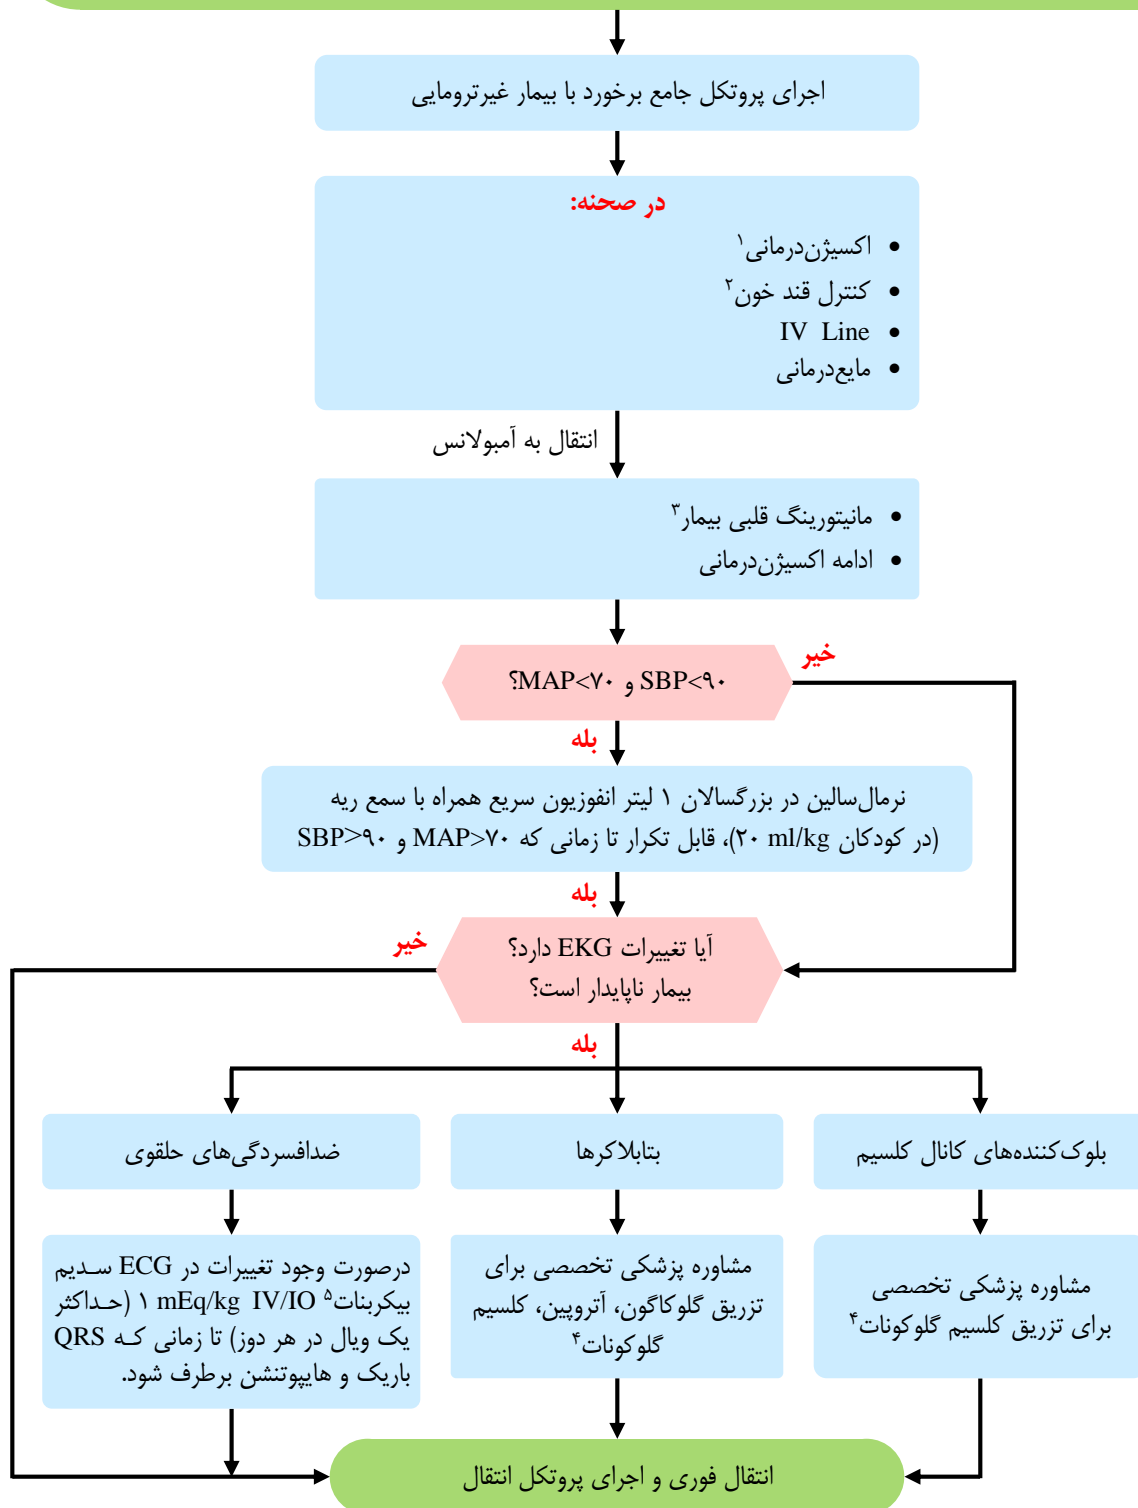 اجرای پروتکل جامع برخورد با بیمار غیرترومایی
در صحنه:
• اکسیژن‌درمانی۱
• کنترل قند خون۲
• IV Line
• مایع‌درمانی
انتقال به آمبولانس
• مانیتورینگ قلبی بیمار۳
• ادامه اکسیژن‌درمانی
SBP<۹۰ و MAP<۷۰؟
خیر
بله
نرمال‌سالین در بزرگسالان ۱ لیتر انفوزیون سریع همراه با سمع ریه
(در کودکان ۲۰ ml/kg)، قابل تکرار تا زمانی که MAP>۷۰ و SBP>۹۰
بله
آیا تغییرات EKG دارد؟
بیمار ناپایدار است؟
خیر
بله
بلوک‌کننده‌های کانال کلسیم
بتابلاکرها
ضدافسردگی‌های حلقوی
مشاوره پزشکی تخصصی
برای تزریق کلسیم گلوکونات۴
مشاوره پزشکی تخصصی برای
تزریق گلوکاگون، آتروپین، کلسیم
گلوکونات۴
درصورت وجود تغییرات در ECG سدیم
بیکربنات۵ ۱ mEq/kg IV/IO (حداکثر
یک ویال در هر دوز) تا زمانی که QRS
باریک و هایپوتنشن برطرف شود.
انتقال فوری و اجرای پروتکل انتقال